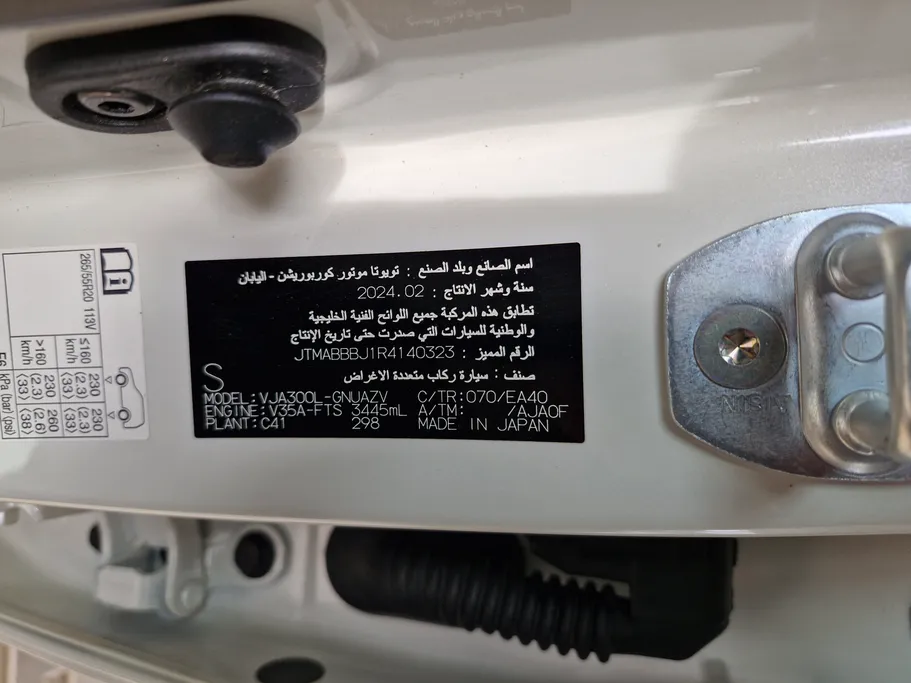 اسم الصانع وبلد الصنع : تويوتا موتور كوربوريشن - اليابان
سنة وشهر الانتاج : 2024.02
تطابق هذه المركبة جميع اللوائح الفنية الخليجية
والوطنية للسيارات التي صدرت حتى تاريخ الإنتاج
الرقم المميز : JTMABBBJ1R4140323
صنف : سيارة ركاب متعددة الاغراض
S
MODEL: VJA300L-GNUAZV C/TR: 070/EA40
ENGINE: V35A-FTS 3445mL A/TM: /AJA0F
PLANT: C41 298 MADE IN JAPAN
265/55R20 113V
≤160 km/h 230 (2.3) (33) 230 (2.3) (33)
>160 km/h 230 (2.3) (33) 260 (2.6) (38)
kPa (bar) (psi)
AISIN